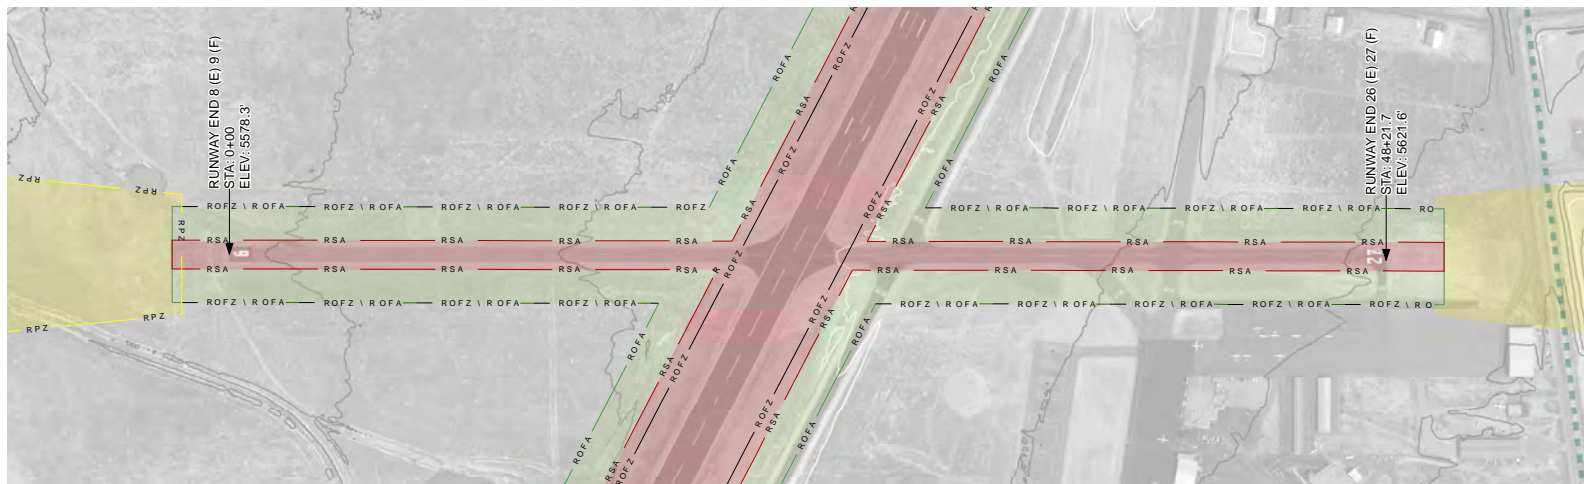 ROFA
ROFZ
RSA
ROFZ
RSA
ROFA
RUNWAY END 8 (E) 9 (F)
STA: 0+00
ELEV: 5578.3'
RUNWAY END 26 (E) 27 (F)
STA: 48+21.7
ELEV: 5621.6'
ROFA
ROFZ
ROFZ
ROFA
RPZ
RPZ
RPZ
ROFZ \ ROFA
ROFZ \ ROFA
ROFZ \ ROFA
ROFZ \ ROFA
ROFZ
RSA
ROFZ
RSA
ROFZ \ ROFA
ROFZ \ ROFA
ROFZ \ ROFA
ROFZ \ ROFA
RO
RSA
RSA
RSA
RSA
RSA
RSA
RSA
RSA
RSA
RSA
9
27
RSA
RSA
RSA
RSA
R
ROFZ
RSA
RSA
RSA
RSA
RSA
ROFZ \ ROFA
ROFZ \ ROFA
ROFZ \ ROFA
ROFZ \ ROFA
ROFZ \ ROFA
ROFZ \ ROFA
ROFZ \ ROFA
ROFZ \ ROFA
ROFZ \ RO
RPZ
RPZ
ROFA
RSA
ROFZ
ROFZ
RSA
ROFA
ROFA
RSA
ROFZ
ROFZ
RSA
ROFA